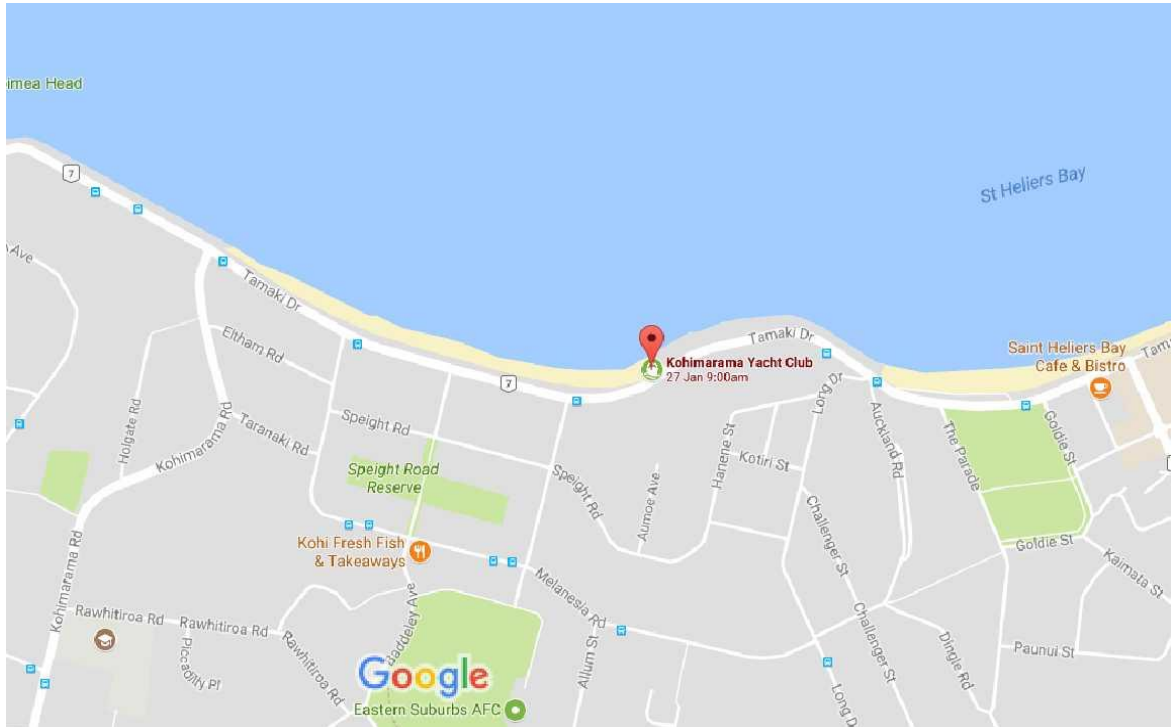 imea Head
7
St Heliers Bay
Ave
Tamaki Dr
Eltham Rd
Tamaki Dr
Kohimarama Yacht Club
27 Jan 9:00am
Saint Heliers Bay
Cafe & Bistro
Tama
7
Long Dr
Holgate Rd
Kohimarama Rd
Taranaki Rd
Speight Rd
Auckland Rd
The Parade
Goldie St
Speight Road
Reserve
Speight Rd
Aumoe Ave
Hanene St
Kotiri St
Kohi Fresh Fish
& Takeaways
Challenger St
Goldie St
Kaimata St
Kohimarama Rd
Melanesia Rd
Rawhitiroa Rd
Rawhitiroa Rd
Rawhitiroa Rd
Piccadilly Pl
Baddeley Ave
Allum St
Challenger St
Long D
Dingle Rd
Paunui St
Google
Eastern Suburbs AFC